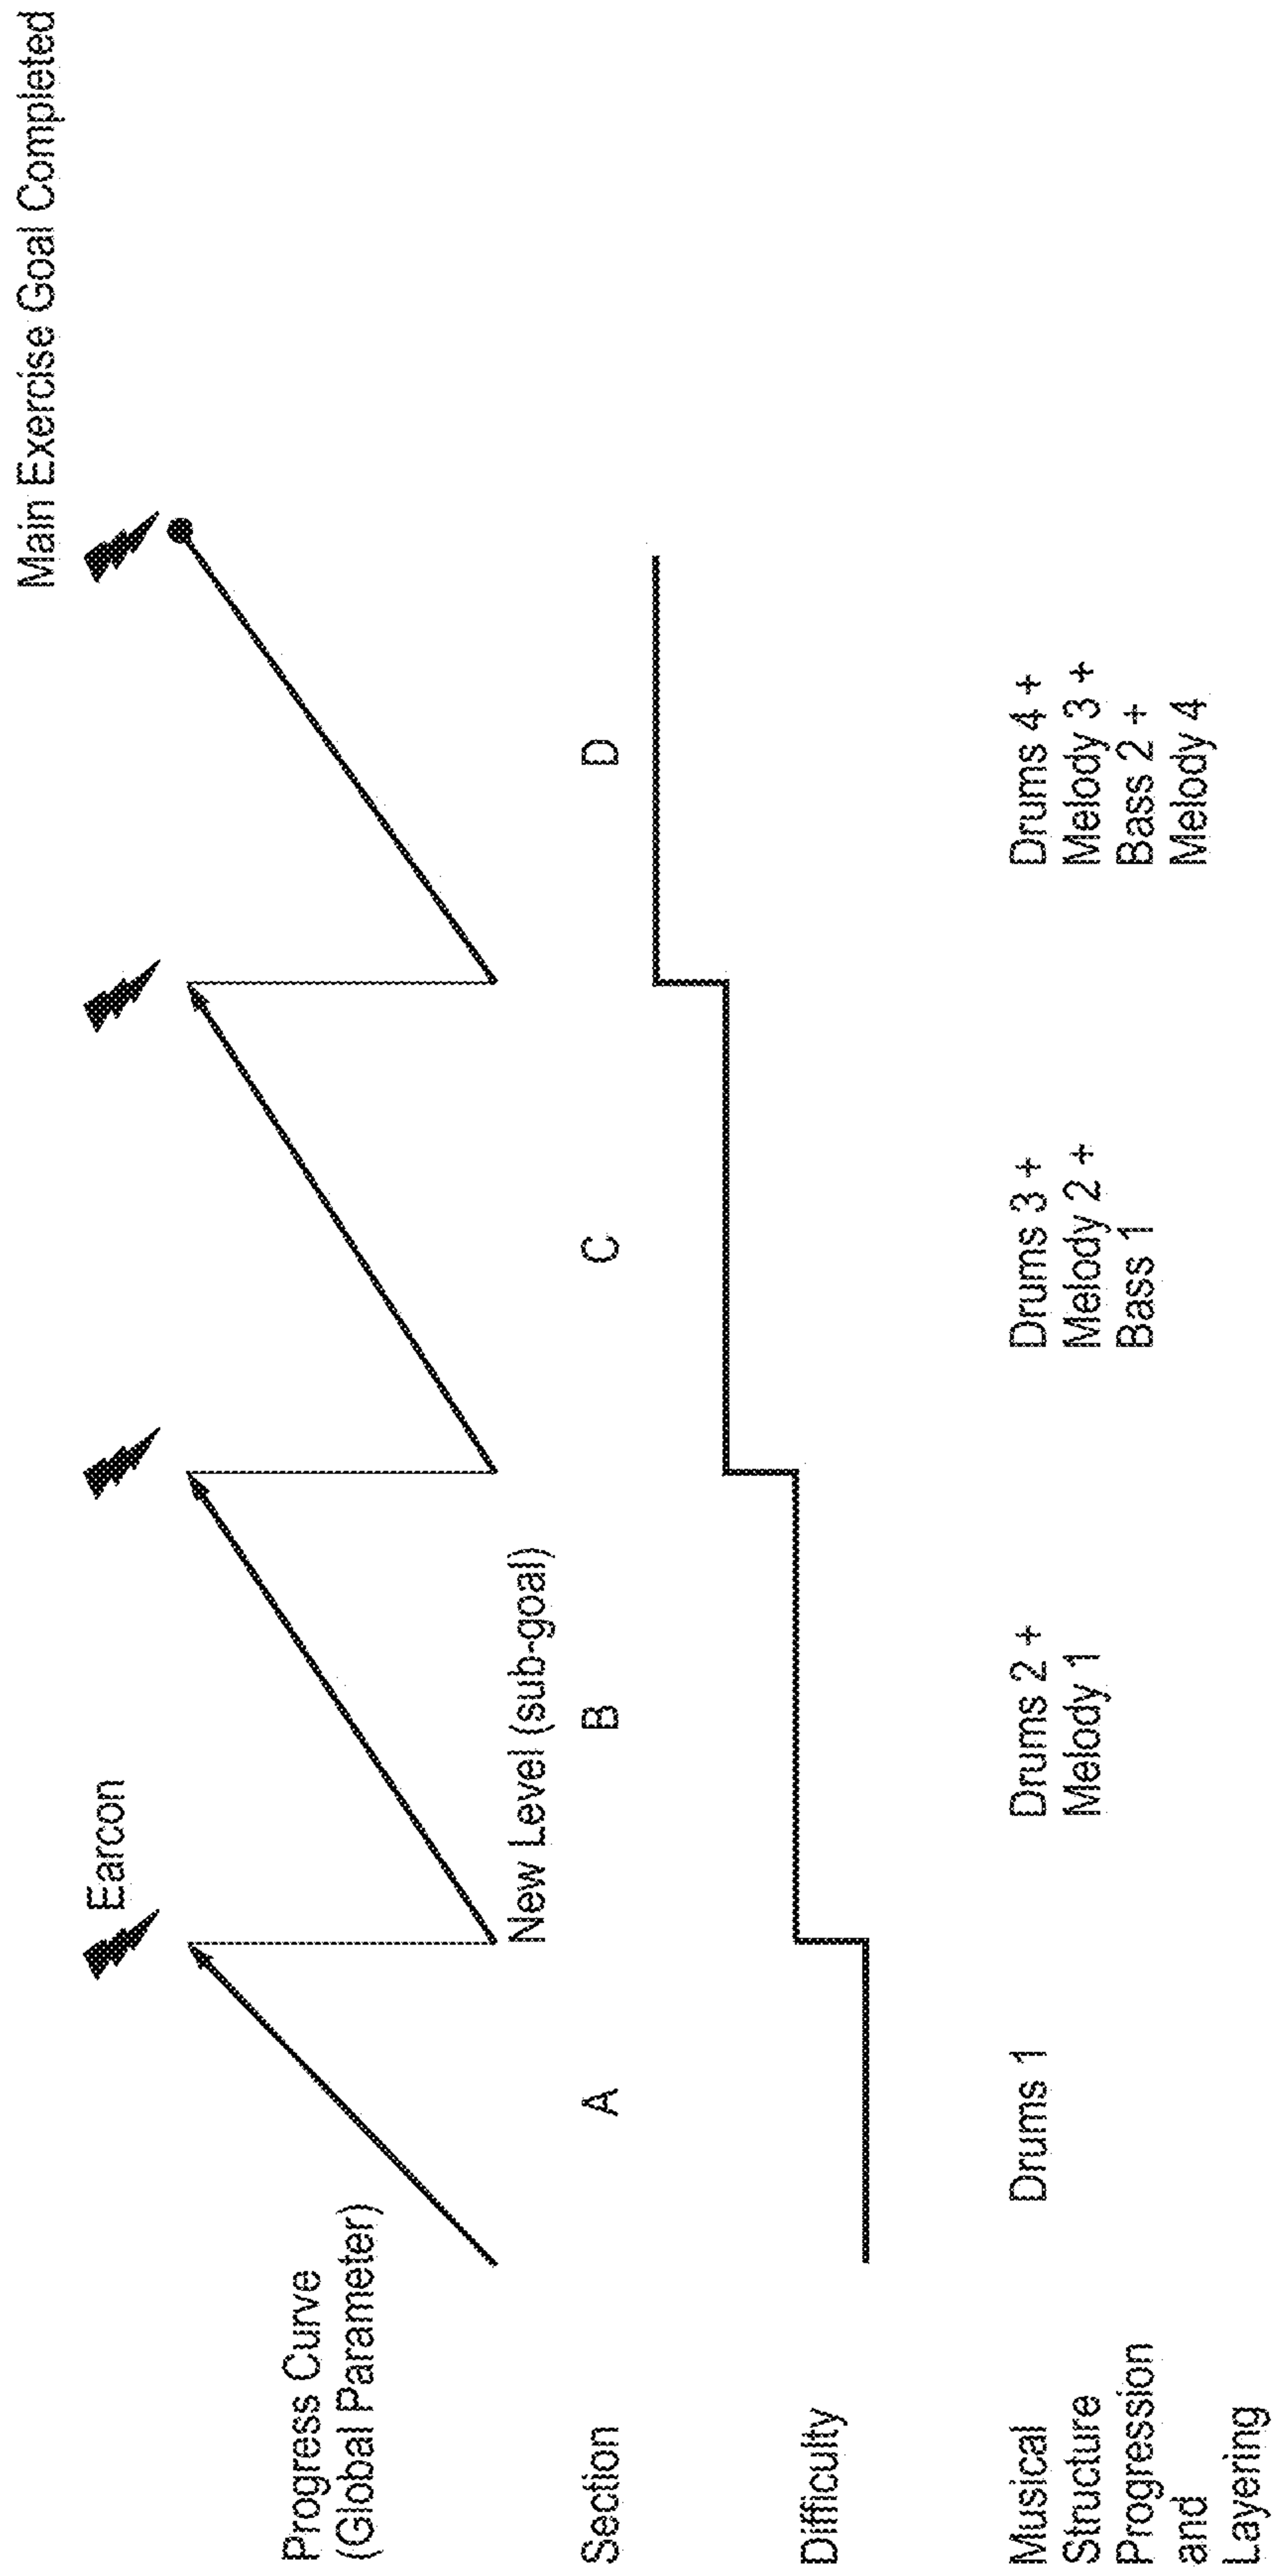 Main Exercise Goal Completed
Earcon
Progress Curve
(Global Parameter)
New Level (sub-goal)
Section
A
B
C
D
Difficulty
Musical
Structure
Progression
and
Layering
Drums 1
Drums 2 +
Melody 1
Drums 3 +
Melody 2 +
Bass 1
Drums 4 +
Melody 3 +
Bass 2 +
Melody 4